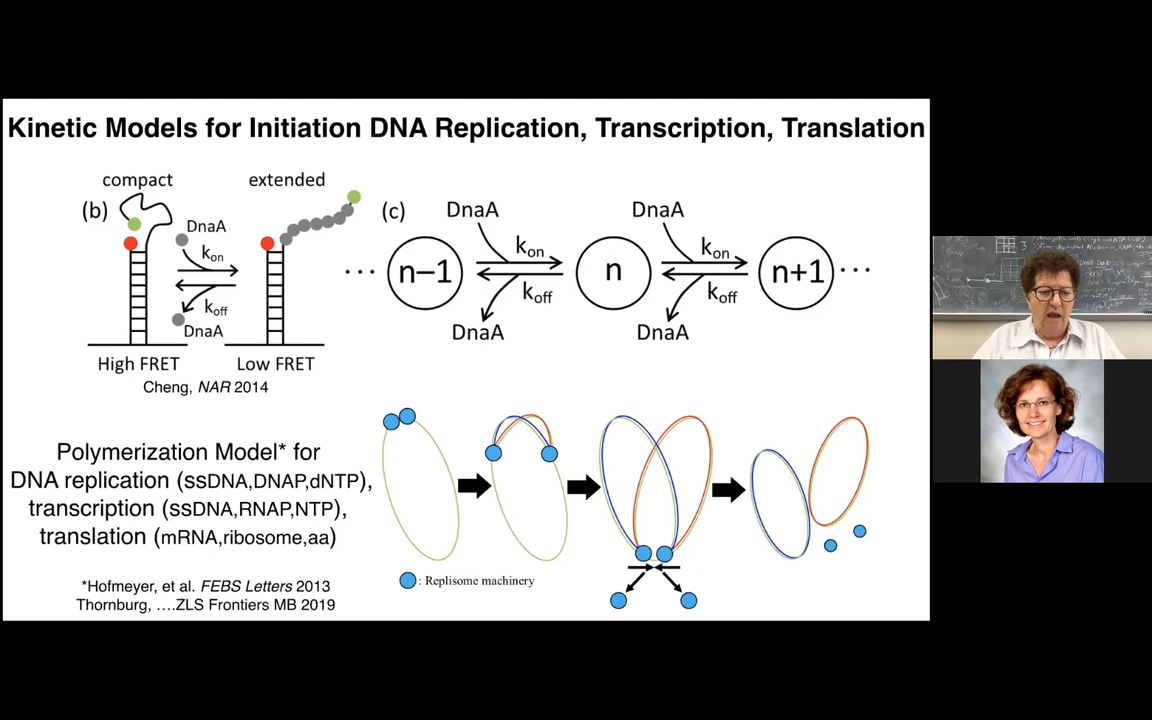 Kinetic Models for Initiation DNA Replication, Transcription, Translation
compact
extended
(b)
DnaA
kon
koff
DnaA
High FRET
Low FRET
Cheng, NAR 2014
(c)
DnaA
DnaA
kon
kon
n–1
n
n+1
koff
koff
DnaA
DnaA
Polymerization Model* for
DNA replication (ssDNA,DNAP,dNTP),
transcription (ssDNA,RNAP,NTP),
translation (mRNA,ribosome,aa)
*Hofmeyer, et al. FEBS Letters 2013
Thornburg, ….ZLS Frontiers MB 2019
: Replisome machinery